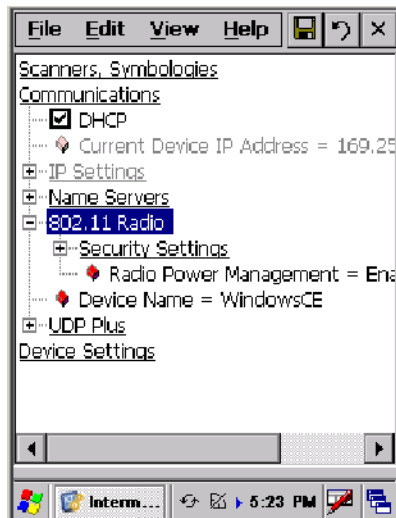 File Edit View Help
Scanners, Symbologies
Communications
DHCP
Current Device IP Address = 169.25
IP Settings
Name Servers
802.11 Radio
Security Settings
Radio Power Management = Ena
Device Name = WindowsCE
UDP Plus
Device Settings
Interm... 5:23 PM